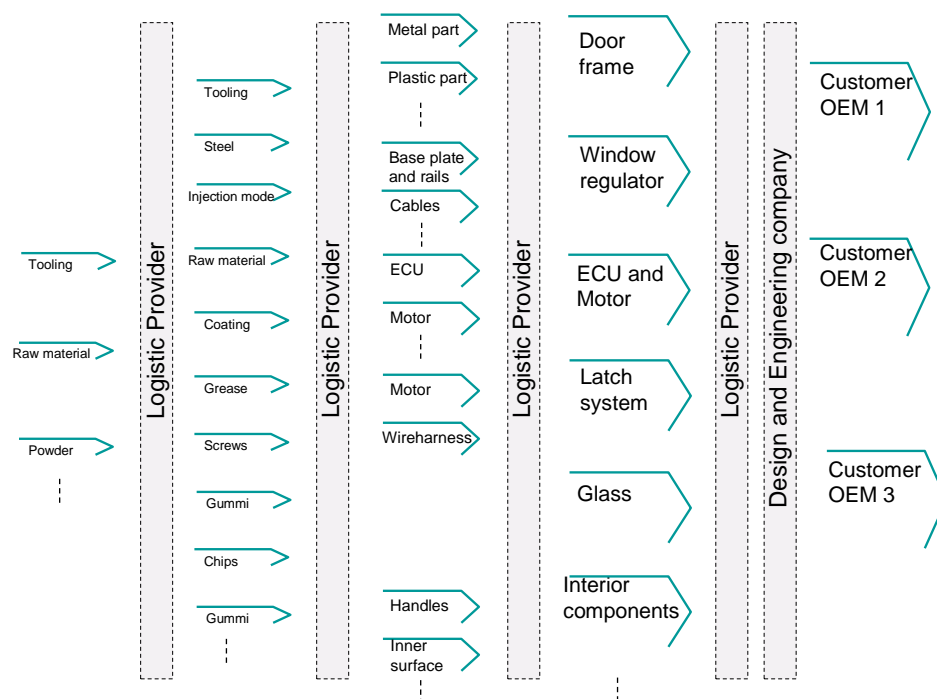 Tooling
Raw material
Powder
Logistic Provider
Tooling
Steel
Injection mode
Raw material
Coating
Grease
Screws
Gummi
Chips
Gummi
Logistic Provider
Metal part
Plastic part
Base plate
and rails
Cables
ECU
Motor
Motor
Wireharness
Handles
Inner
surface
Logistic Provider
Door
frame
Window
regulator
ECU and
Motor
Latch
system
Glass
Interior
components
Logistic Provider
Design and Engineering company
Customer
OEM 1
Customer
OEM 2
Customer
OEM 3